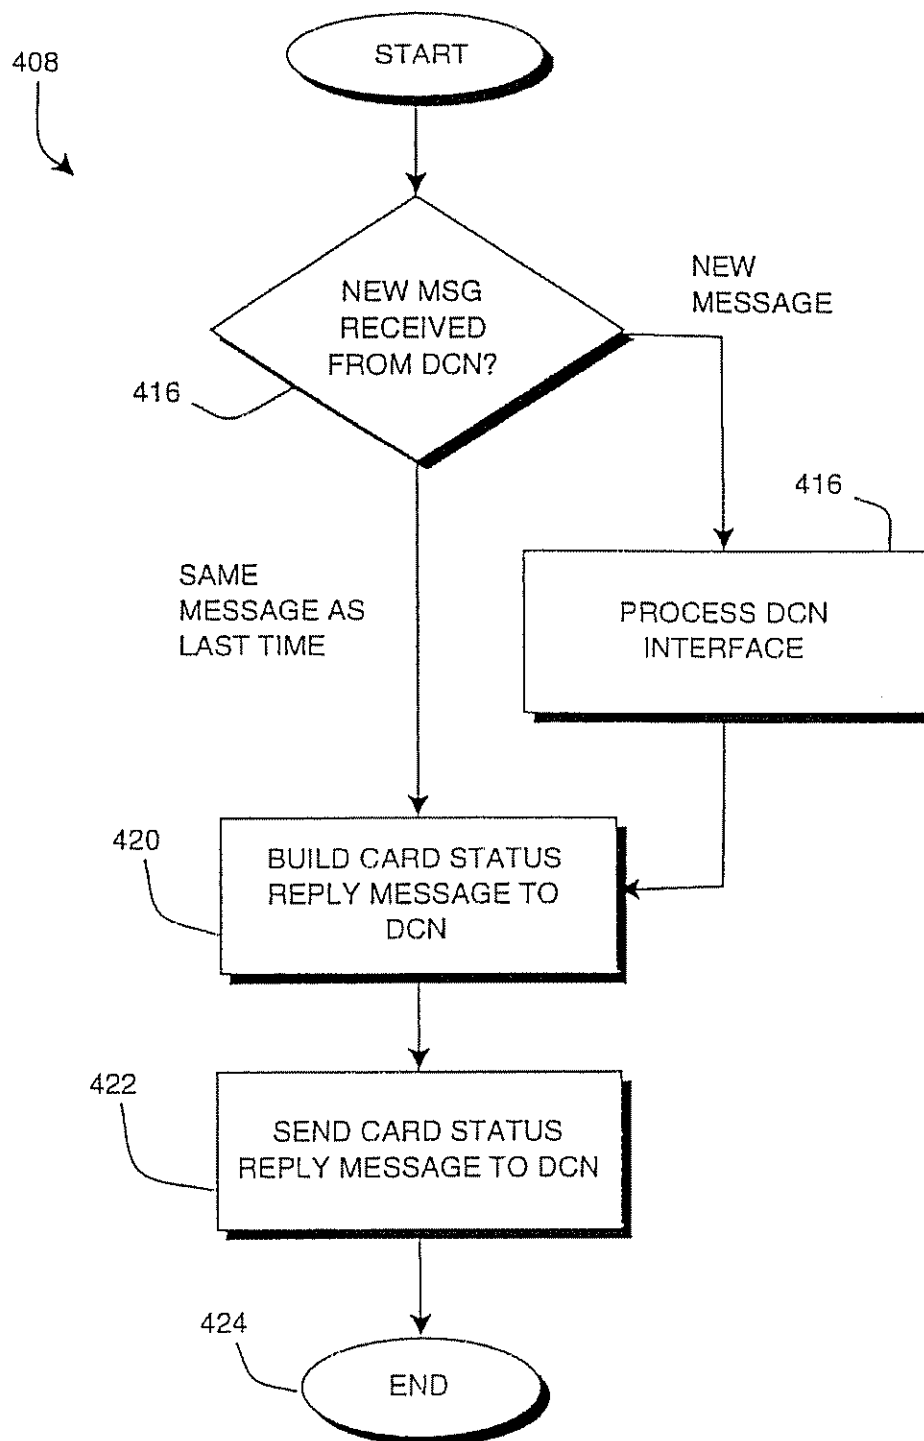 START
408
NEW MSG
RECEIVED
FROM DCN?
NEW
MESSAGE
416
416
SAME
MESSAGE AS
LAST TIME
PROCESS DCN
INTERFACE
420
BUILD CARD STATUS
REPLY MESSAGE TO
DCN
422
SEND CARD STATUS
REPLY MESSAGE TO DCN
424
END